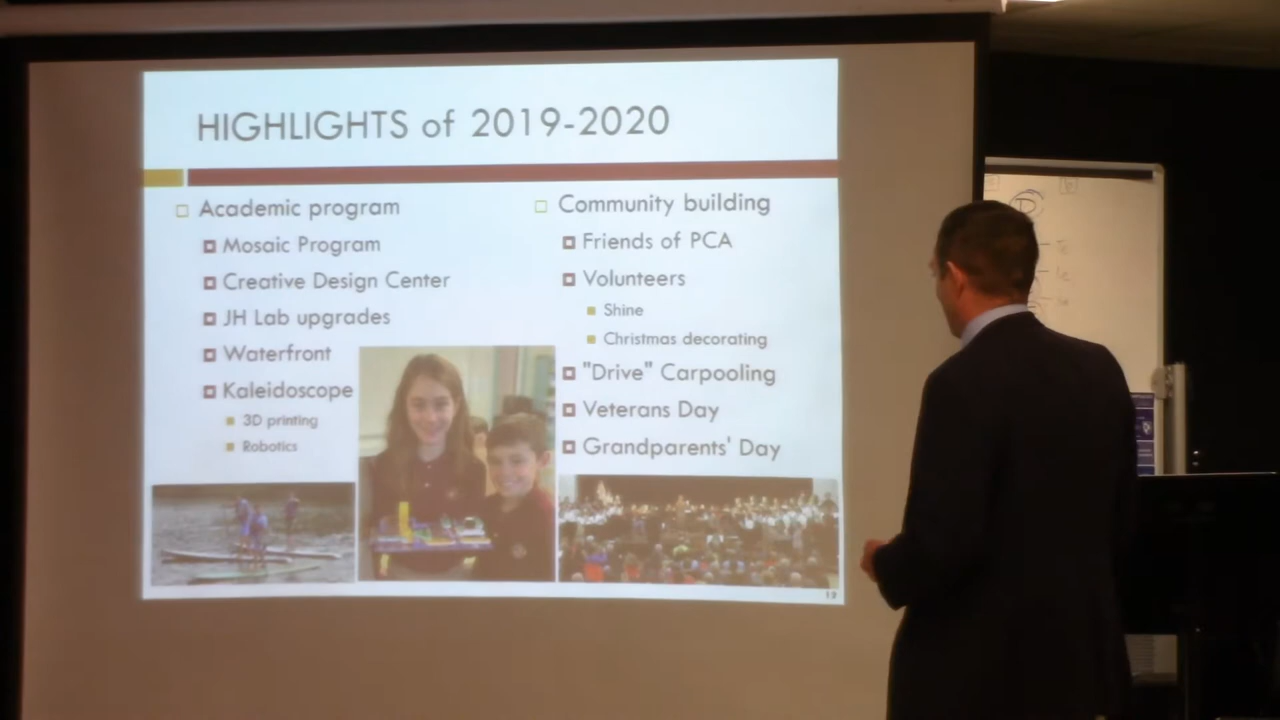 HIGHLIGHTS of 2019-2020
Academic program
Mosaic Program
Creative Design Center
JH Lab upgrades
Waterfront
Kaleidoscope
3D printing
Robotics
Community building
Friends of PCA
Volunteers
Shine
Christmas decorating
"Drive" Carpooling
Veterans Day
Grandparents' Day